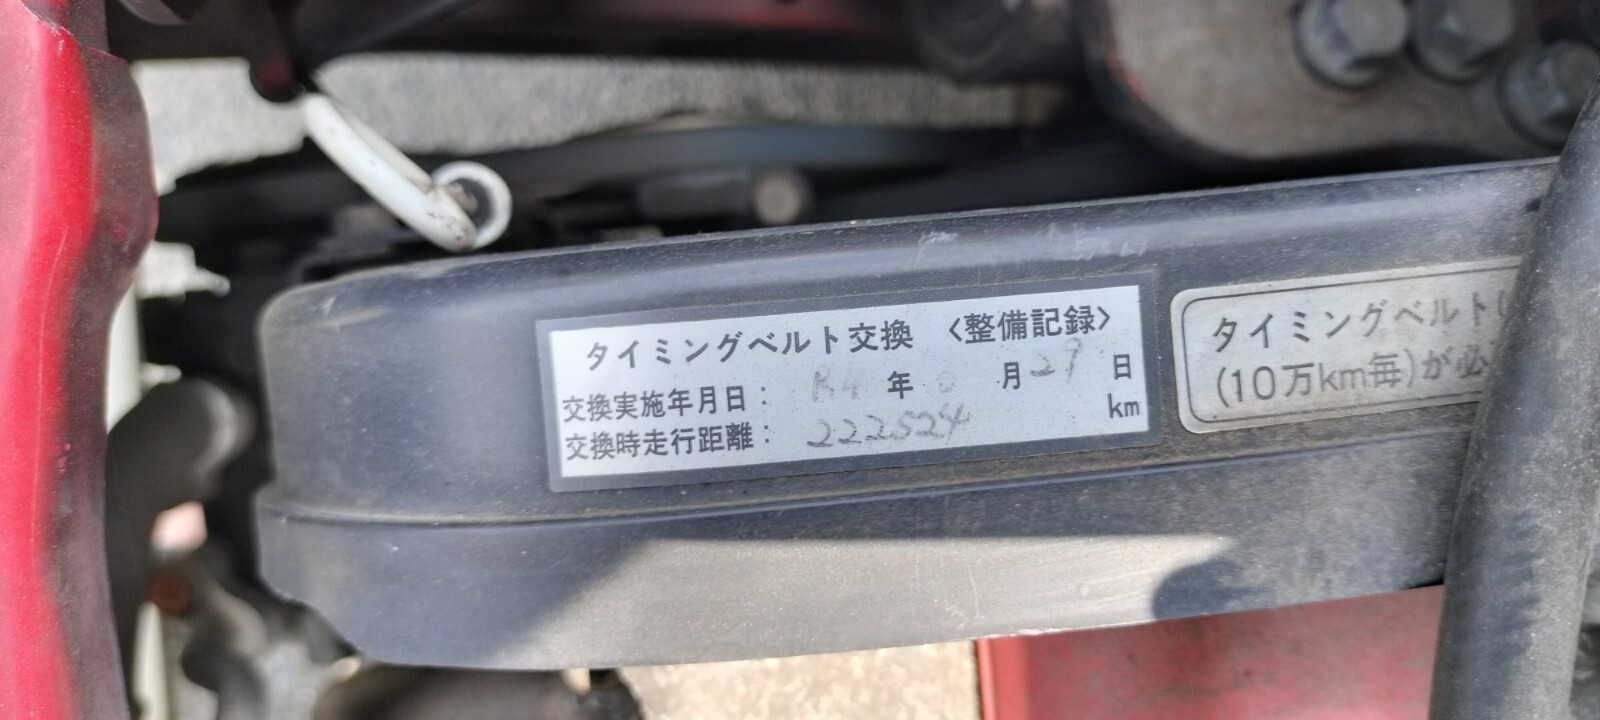 タイミングベルト交換 〈整備記録〉
交換実施年月日： R4 年 月 29 日
交換時走行距離： 222524 km
タイミングベルト
(10万km毎)が必